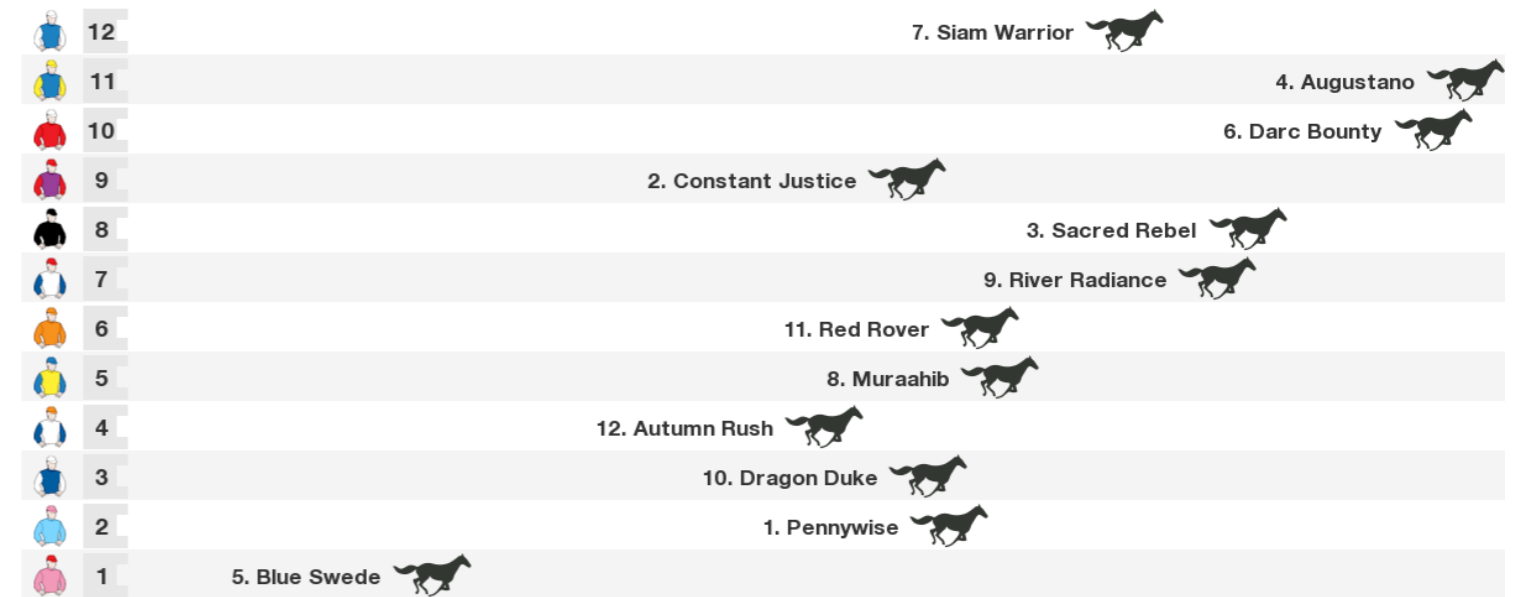 12 7. Siam Warrior
11 4. Augustano
10 6. Darc Bounty
9 2. Constant Justice
8 3. Sacred Rebel
7 9. River Radiance
6 11. Red Rover
5 8. Muraahib
4 12. Autumn Rush
3 10. Dragon Duke
2 1. Pennywise
1 5. Blue Swede